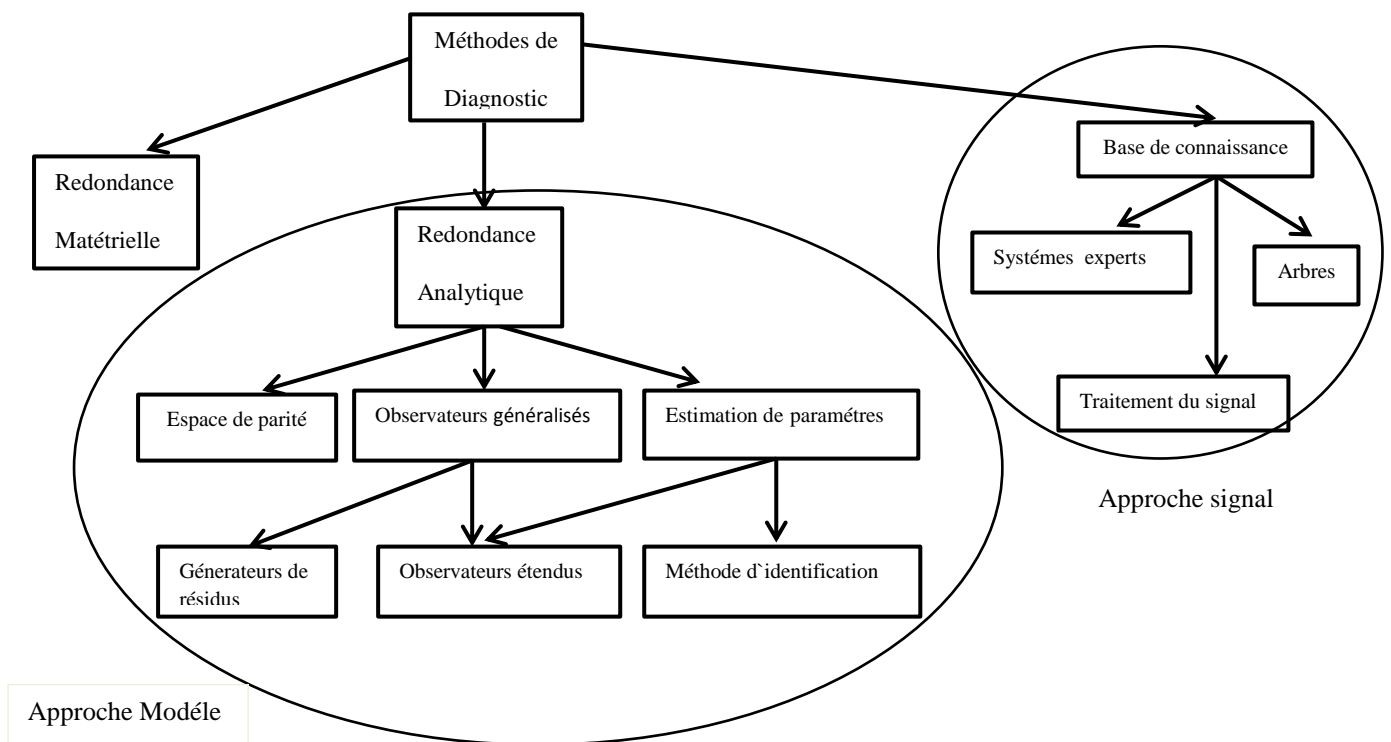 Méthodes de
Diagnostic
Redondance
Matétrielle
Redondance
Analytique
Base de connaissance
Systémes experts
Arbres
Traitement du signal
Approche signal
Espace de parité
Observateurs généralisés
Estimation de paramétres
Génerateurs de
résidus
Observateurs étendus
Méthode d`identification
Approche Modéle